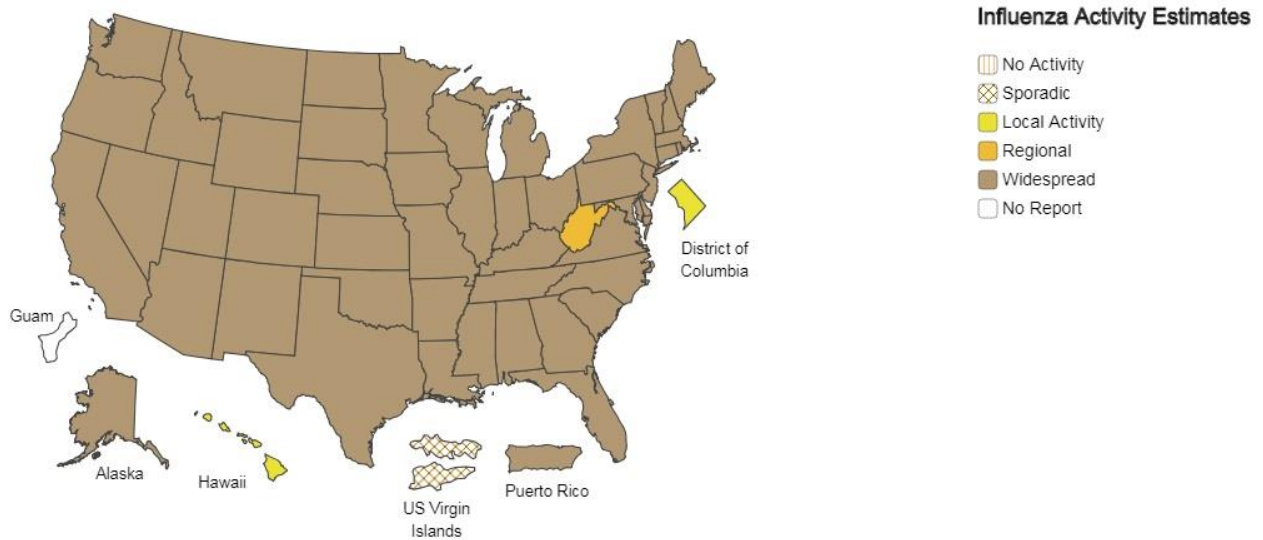 Influenza Activity Estimates
No Activity
Sporadic
Local Activity
Regional
Widespread
No Report
District of
Columbia
Guam
Alaska
Hawaii
US Virgin
Islands
Puerto Rico